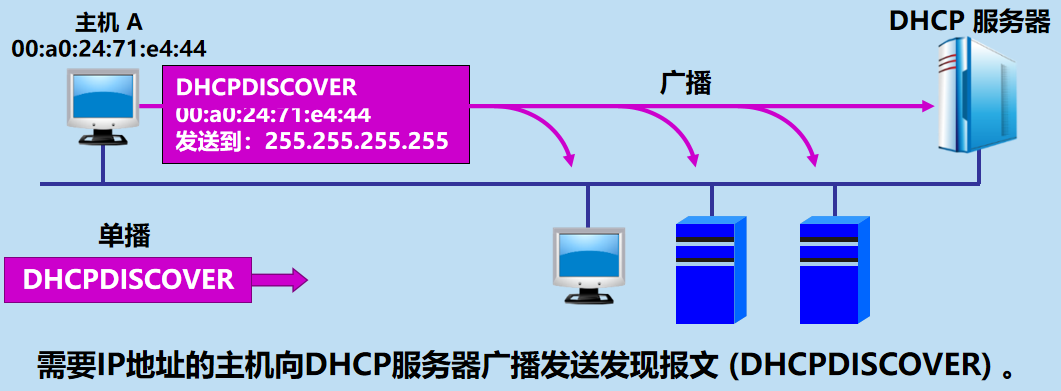 主机 A
00:a0:24:71:e4:44
DHCP 服务器
DHCPDISCOVER
00:a0:24:71:e4:44
发送到：255.255.255.255
广播
单播
DHCPDISCOVER
需要IP地址的主机向DHCP服务器广播发送发现报文 (DHCPDISCOVER) 。